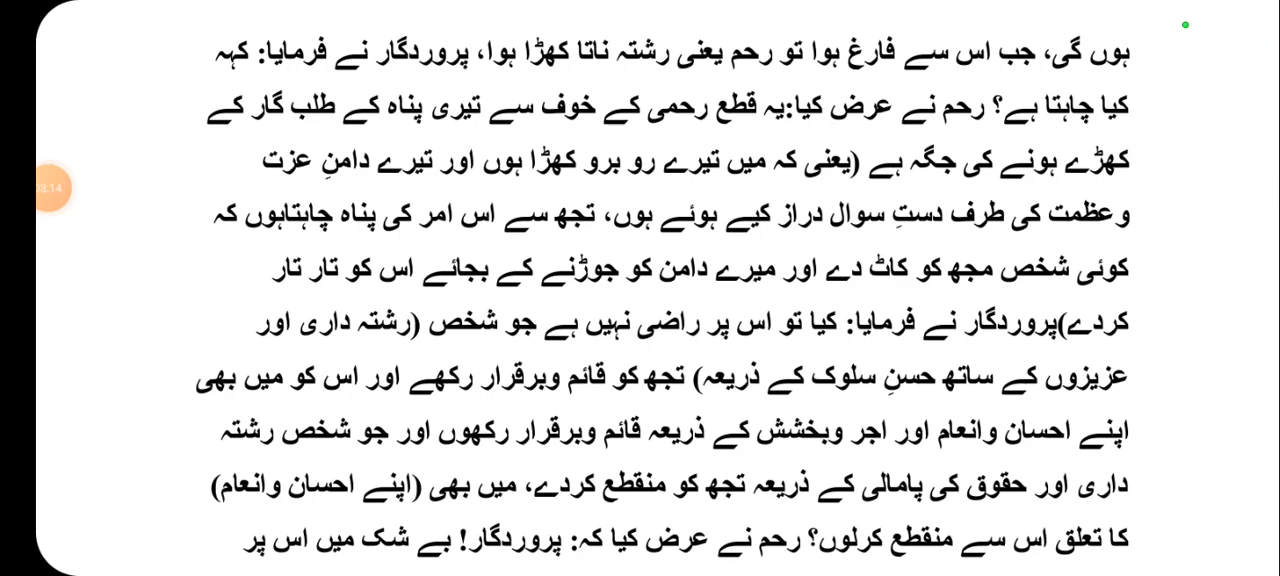 ہوں گی، جب اس سے فارغ ہوا تو رحم یعنی رشتہ ناتا کھڑا ہوا، پروردگار نے فرمایا: کہہ
کیا چاہتا ہے؟ رحم نے عرض کیا:یہ قطع رحمی کے خوف سے تیری پناہ کے طلب گار کے
کھڑے ہونے کی جگہ ہے (یعنی کہ میں تیرے رو برو کھڑا ہوں اور تیرے دامنِ عزت
وعظمت کی طرف دستِ سوال دراز کیے ہوئے ہوں، تجھ سے اس امر کی پناہ چاہتاہوں کہ
کوئی شخص مجھ کو کاٹ دے اور میرے دامن کو جوڑنے کے بجائے اس کو تار تار
کردے)پروردگار نے فرمایا: کیا تو اس پر راضی نہیں ہے جو شخص (رشتہ داری اور
عزیزوں کے ساتھ حسنِ سلوک کے ذریعہ) تجھ کو قائم وبرقرار رکھے اور اس کو میں بھی
اپنے احسان وانعام اور اجر وبخشش کے ذریعہ قائم وبرقرار رکھوں اور جو شخص رشتہ
داری اور حقوق کی پامالی کے ذریعہ تجھ کو منقطع کردے، میں بھی (اپنے احسان وانعام)
کا تعلق اس سے منقطع کرلوں؟ رحم نے عرض کیا کہ: پروردگار! بے شک میں اس پر